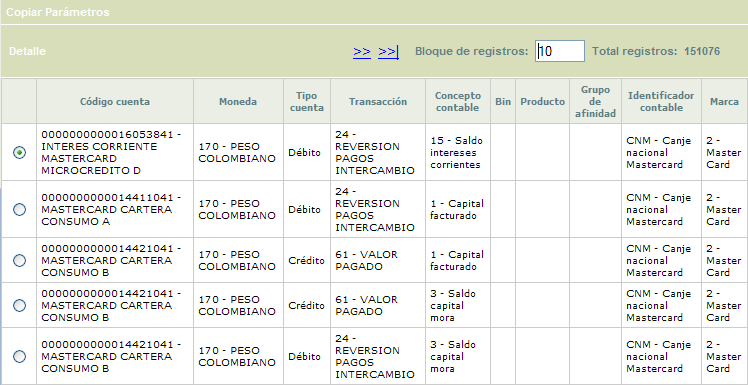 Copiar Parámetros
Detalle >> >>| Bloque de registros: 10 Total registros: 151076
Código cuenta Moneda Tipo cuenta Transacción Concepto contable Bin Producto Grupo de afinidad Identificador contable Marca
0000000000016053841 - INTERES CORRIENTE MASTERCARD MICROCREDITO D 170 - PESO COLOMBIANO Débito 24 - REVERSION PAGOS INTERCAMBIO 15 - Saldo intereses corrientes CNM - Canje nacional Mastercard 2 - Master Card
0000000000014411041 - MASTERCARD CARTERA CONSUMO A 170 - PESO COLOMBIANO Débito 24 - REVERSION PAGOS INTERCAMBIO 1 - Capital facturado CNM - Canje nacional Mastercard 2 - Master Card
0000000000014421041 - MASTERCARD CARTERA CONSUMO B 170 - PESO COLOMBIANO Crédito 61 - VALOR PAGADO 1 - Capital facturado CNM - Canje nacional Mastercard 2 - Master Card
0000000000014421041 - MASTERCARD CARTERA CONSUMO B 170 - PESO COLOMBIANO Crédito 61 - VALOR PAGADO 3 - Saldo capital mora CNM - Canje nacional Mastercard 2 - Master Card
0000000000014421041 - MASTERCARD CARTERA CONSUMO B 170 - PESO COLOMBIANO Débito 24 - REVERSION PAGOS INTERCAMBIO 3 - Saldo capital mora CNM - Canje nacional Mastercard 2 - Master Card